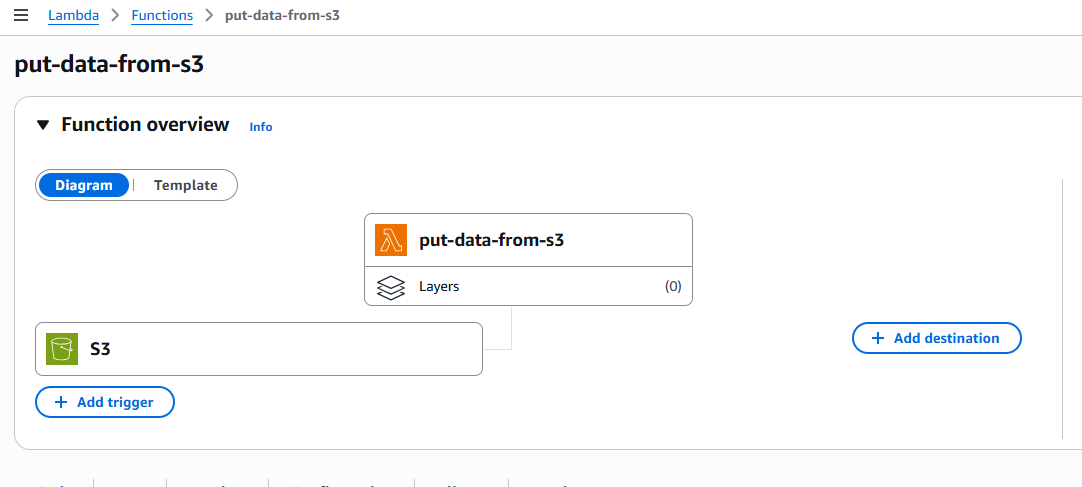 Lambda > Functions > put-data-from-s3
put-data-from-s3
Function overview Info
Diagram Template
put-data-from-s3
Layers (0)
S3
+ Add destination
+ Add trigger